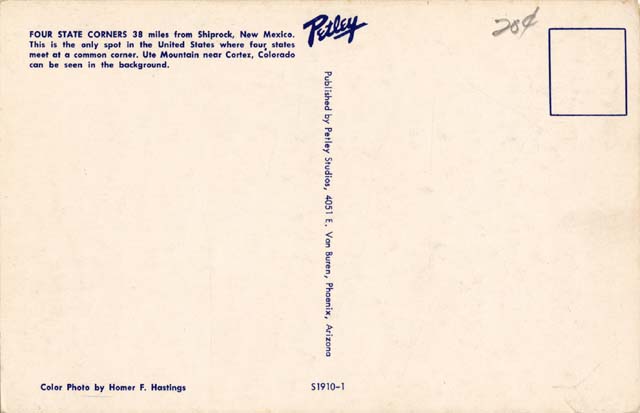 FOUR STATE CORNERS 38 miles from Shiprock, New Mexico.
This is the only spot in the United States where four states
meet at a common corner. Ute Mountain near Cortez, Colorado
can be seen in the background.
Petley
28¢
Published by Petley Studios, 4051 E. Van Buren, Phoenix, Arizona
Color Photo by Homer F. Hastings
S1910-1